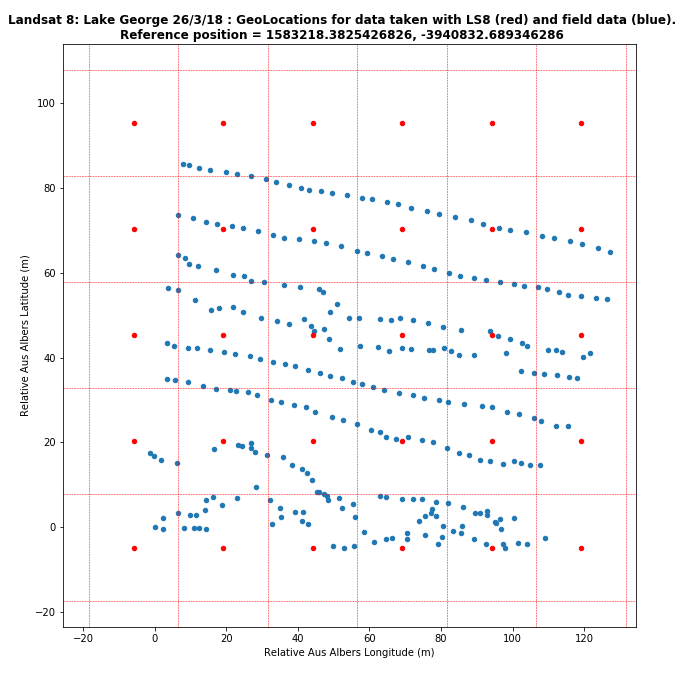 Landsat 8: Lake George 26/3/18 : GeoLocations for data taken with LS8 (red) and field data (blue).
Reference position = 1583218.3825426826, -3940832.689346286
100
80
60
40
20
0
−20
Relative Aus Albers Latitude (m)
−20 0 20 40 60 80 100 120
Relative Aus Albers Longitude (m)